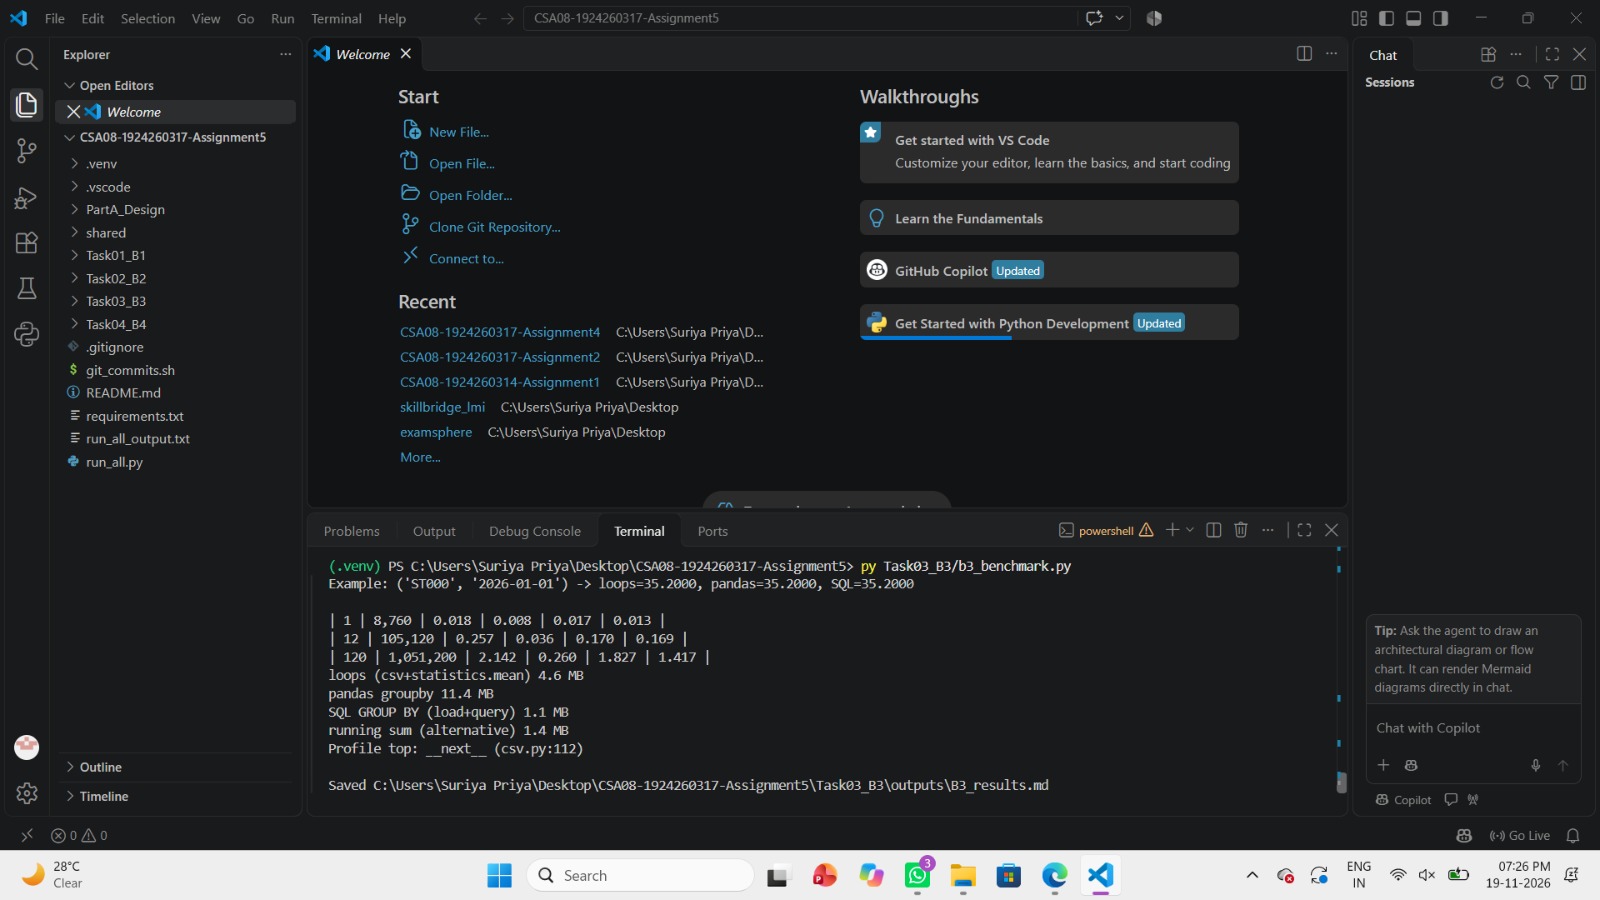 File Edit Selection View Go Run Terminal Help
CSA08-1924260317-Assignment5
Explorer
Open Editors
Welcome
CSA08-1924260317-Assignment5
.venv
.vscode
PartA_Design
shared
Task01_B1
Task02_B2
Task03_B3
Task04_B4
.gitignore
$ git_commits.sh
README.md
requirements.txt
run_all_output.txt
run_all.py
Outline
Timeline
Welcome
Start
New File...
Open File...
Open Folder...
Clone Git Repository...
Connect to...
Recent
CSA08-1924260317-Assignment4 C:\Users\Suriya Priya\D...
CSA08-1924260317-Assignment2 C:\Users\Suriya Priya\D...
CSA08-1924260314-Assignment1 C:\Users\Suriya Priya\D...
skillbridge_lmi C:\Users\Suriya Priya\Desktop
examsphere C:\Users\Suriya Priya\Desktop
More...
Walkthroughs
Get started with VS Code
Customize your editor, learn the basics, and start coding
Learn the Fundamentals
GitHub Copilot Updated
Get Started with Python Development Updated
Problems Output Debug Console Terminal Ports
powershell
(.venv) PS C:\Users\Suriya Priya\Desktop\CSA08-1924260317-Assignment5> py Task03_B3/b3_benchmark.py
Example: ('ST000', '2026-01-01') -> loops=35.2000, pandas=35.2000, SQL=35.2000
| 1 | 8,760 | 0.018 | 0.008 | 0.017 | 0.013 |
| 12 | 105,120 | 0.257 | 0.036 | 0.170 | 0.169 |
| 120 | 1,051,200 | 2.142 | 0.260 | 1.827 | 1.417 |
loops (csv+statistics.mean) 4.6 MB
pandas groupby 11.4 MB
SQL GROUP BY (load+query) 1.1 MB
running sum (alternative) 1.4 MB
Profile top: __next__ (csv.py:112)
Saved C:\Users\Suriya Priya\Desktop\CSA08-1924260317-Assignment5\Task03_B3\outputs\B3_results.md
Chat
Sessions
Tip: Ask the agent to draw an
architectural diagram or flow
chart. It can render Mermaid
diagrams directly in chat.
Chat with Copilot
Copilot
0 0
Go Live
28°C
Clear
Search
3
ENG
IN
07:26 PM
19-11-2026